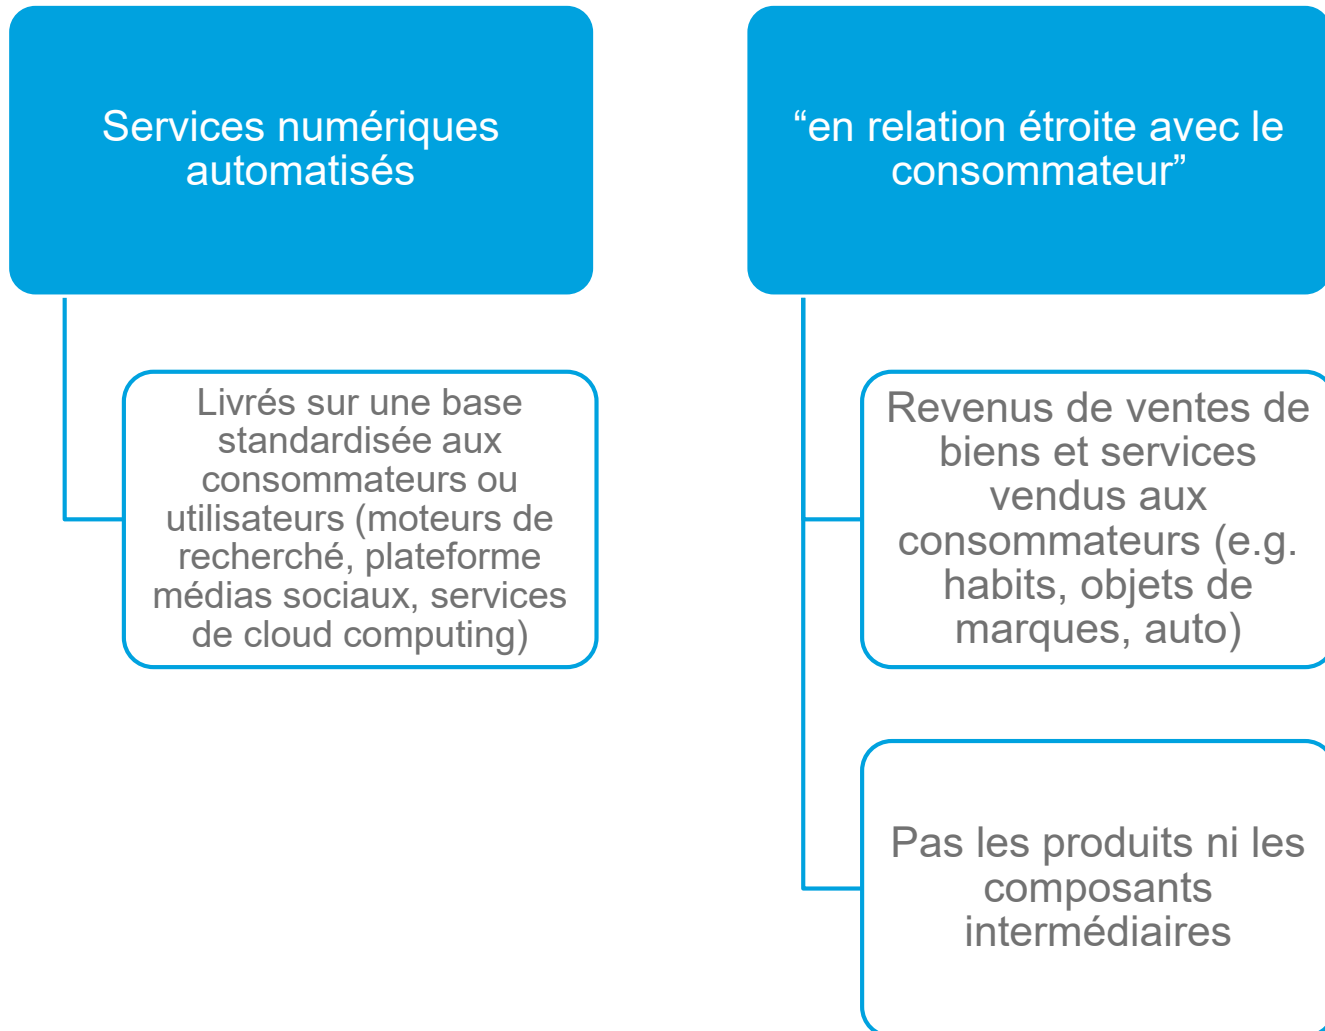 Services numériques
automatisés
Livrés sur une base
standardisée aux
consommateurs ou
utilisateurs (moteurs de
recherché, plateforme
médias sociaux, services
de cloud computing)
“en relation étroite avec le
consommateur”
Revenus de ventes de
biens et services
vendus aux
consommateurs (e.g.
habits, objets de
marques, auto)
Pas les produits ni les
composants
intermédiaires